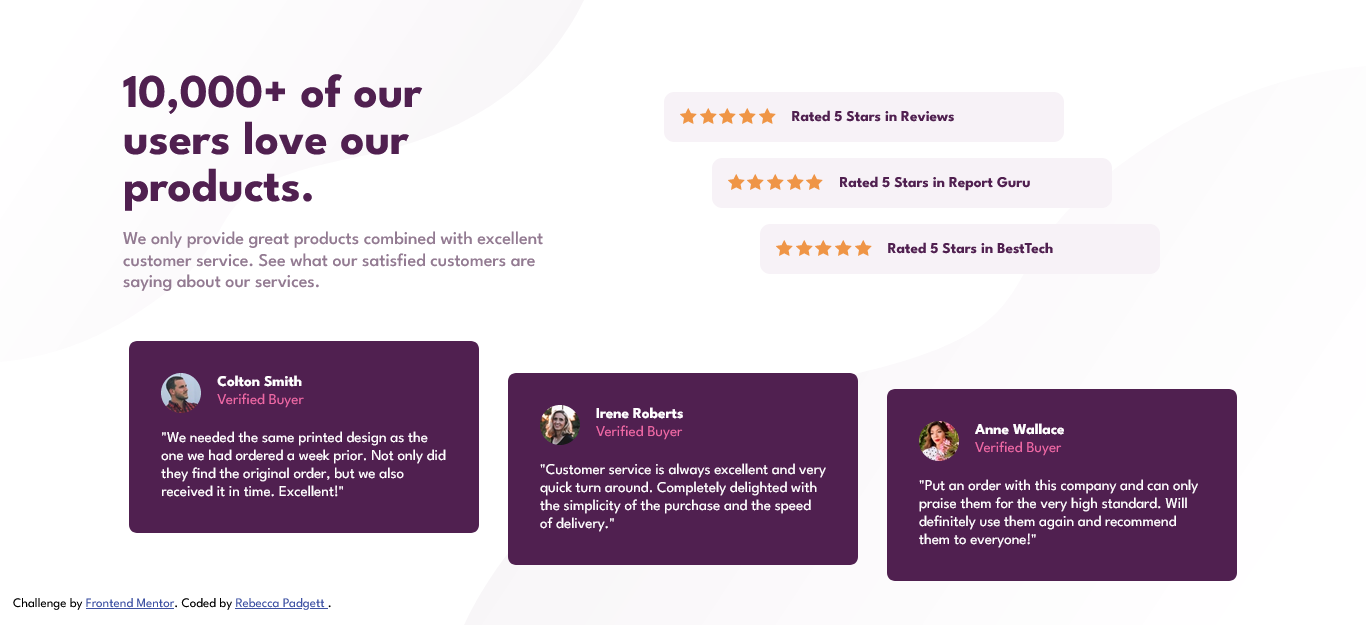 10,000+ of our
users love our
products.
We only provide great products combined with excellent
customer service. See what our satisfied customers are
saying about our services.
Rated 5 Stars in Reviews
Rated 5 Stars in Report Guru
Rated 5 Stars in BestTech
Colton Smith
Verified Buyer
"We needed the same printed design as the
one we had ordered a week prior. Not only did
they find the original order, but we also
received it in time. Excellent!"
Irene Roberts
Verified Buyer
"Customer service is always excellent and very
quick turn around. Completely delighted with
the simplicity of the purchase and the speed
of delivery."
Anne Wallace
Verified Buyer
"Put an order with this company and can only
praise them for the very high standard. Will
definitely use them again and recommend
them to everyone!"
Challenge by Frontend Mentor. Coded by Rebecca Padgett .